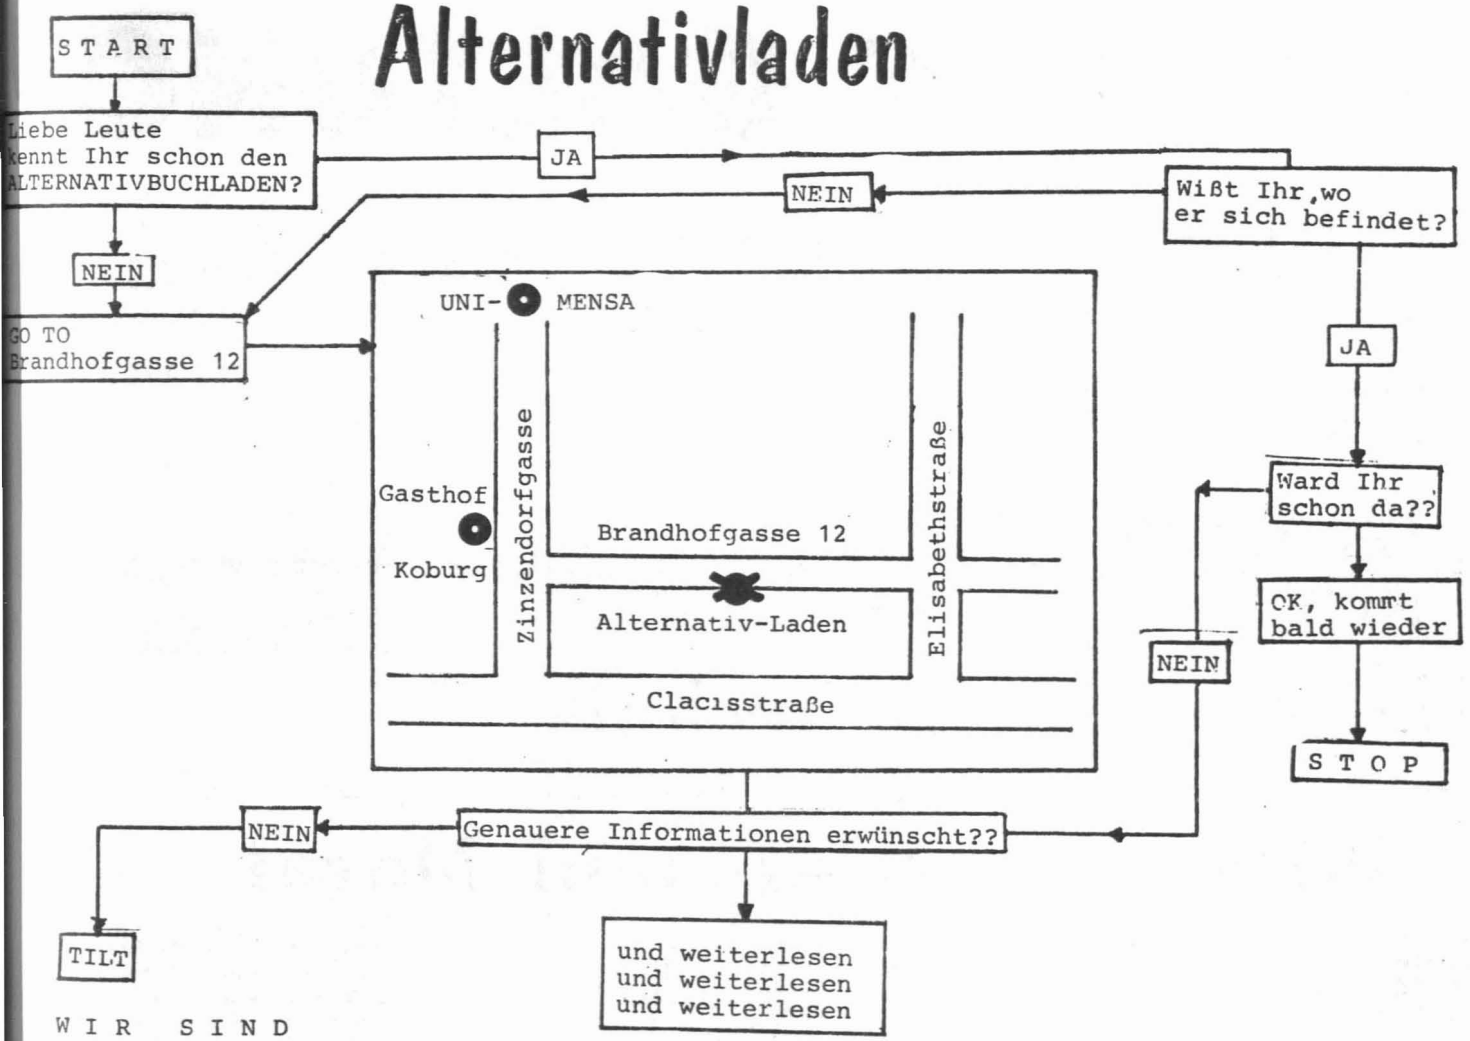 Alternativladen
START
Liebe Leute
kennt Ihr schon den
ALTERNATIVBUCHLADEN?
JA
NEIN
Wißt Ihr,wo
er sich befindet?
NEIN
GO TO
Brandhofgasse 12
UNI- MENSA
JA
Gasthof
Koburg
Zinzendorfgasse
Brandhofgasse 12
Alternativ-Laden
Elisabethstraße
Clacisstraße
Ward Ihr
schon da??
OK, kommt
bald wieder
NEIN
STOP
NEIN
Genauere Informationen erwünscht??
TILT
und weiterlesen
und weiterlesen
und weiterlesen
WIR SIND